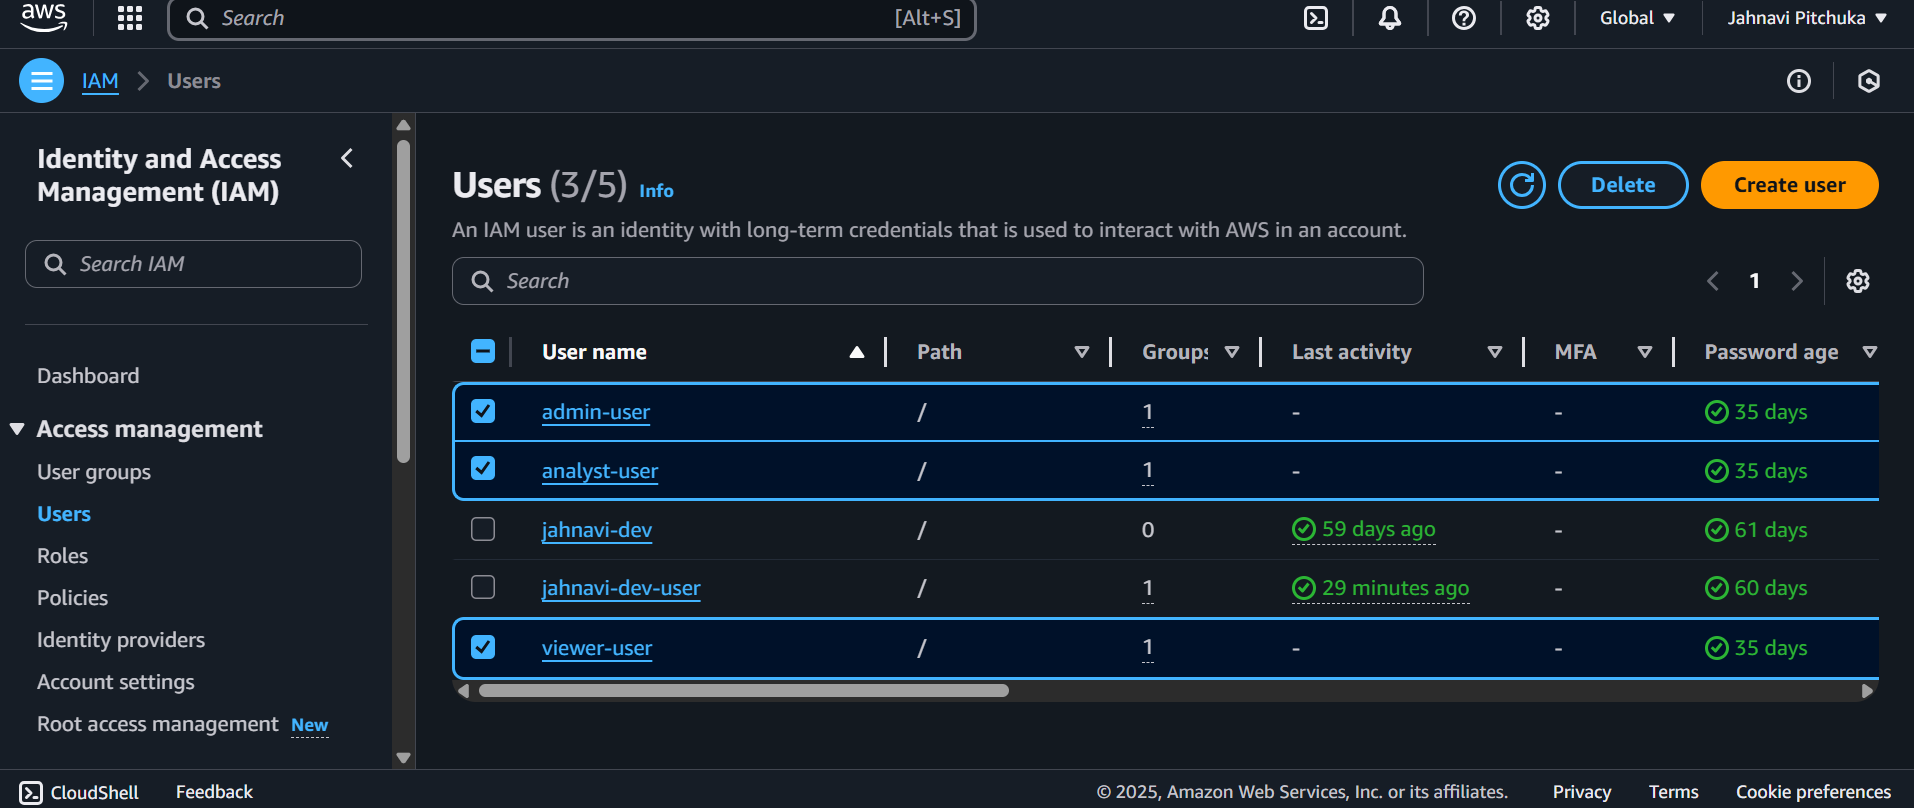 aws
Search [Alt+S]
Global Jahnavi Pitchuka
IAM Users
Identity and Access
Management (IAM)
Search IAM
Dashboard
Access management
User groups
Users
Roles
Policies
Identity providers
Account settings
Root access management New
Users (3/5) Info
Delete
Create user
An IAM user is an identity with long-term credentials that is used to interact with AWS in an account.
Search
1
User name Path Groups Last activity MFA Password age
admin-user / 1 - - 35 days
analyst-user / 1 - - 35 days
jahnavi-dev / 0 59 days ago - 61 days
jahnavi-dev-user / 1 29 minutes ago - 60 days
viewer-user / 1 - - 35 days
CloudShell Feedback © 2025, Amazon Web Services, Inc. or its affiliates. Privacy Terms Cookie preferences